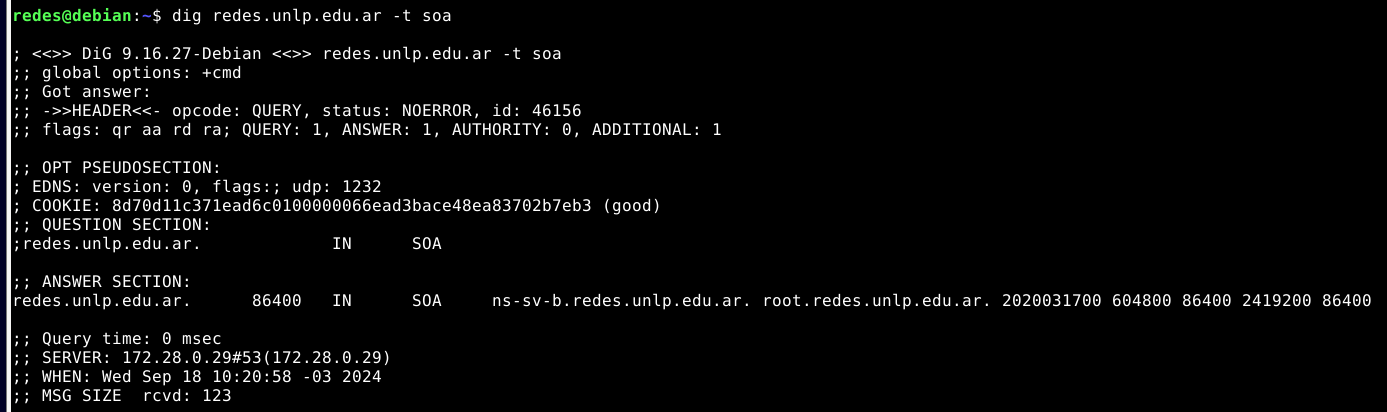 redes@debian:~$ dig redes.unlp.edu.ar -t soa
; <<>> DiG 9.16.27-Debian <<>> redes.unlp.edu.ar -t soa
;; global options: +cmd
;; Got answer:
;; ->>HEADER<<- opcode: QUERY, status: NOERROR, id: 46156
;; flags: qr aa rd ra; QUERY: 1, ANSWER: 1, AUTHORITY: 0, ADDITIONAL: 1
;; OPT PSEUDOSECTION:
; EDNS: version: 0, flags:; udp: 1232
; COOKIE: 8d70d11c371ead6c0100000066ead3bace48ea83702b7eb3 (good)
;; QUESTION SECTION:
;redes.unlp.edu.ar. IN SOA
;; ANSWER SECTION:
redes.unlp.edu.ar. 86400 IN SOA ns-sv-b.redes.unlp.edu.ar. root.redes.unlp.edu.ar. 2020031700 604800 86400 2419200 86400
;; Query time: 0 msec
;; SERVER: 172.28.0.29#53(172.28.0.29)
;; WHEN: Wed Sep 18 10:20:58 -03 2024
;; MSG SIZE  rcvd: 123